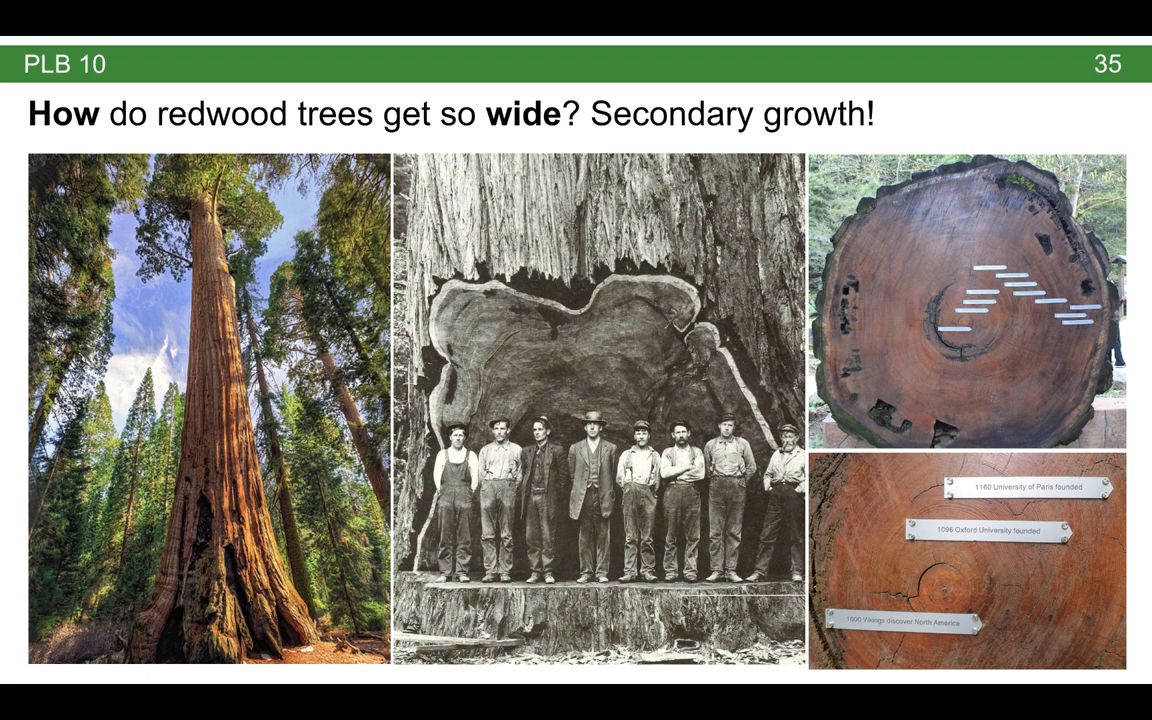 PLB 10
35
How do redwood trees get so wide? Secondary growth!
1160 University of Paris founded
1096 Oxford University founded
1000 Vikings discover North America